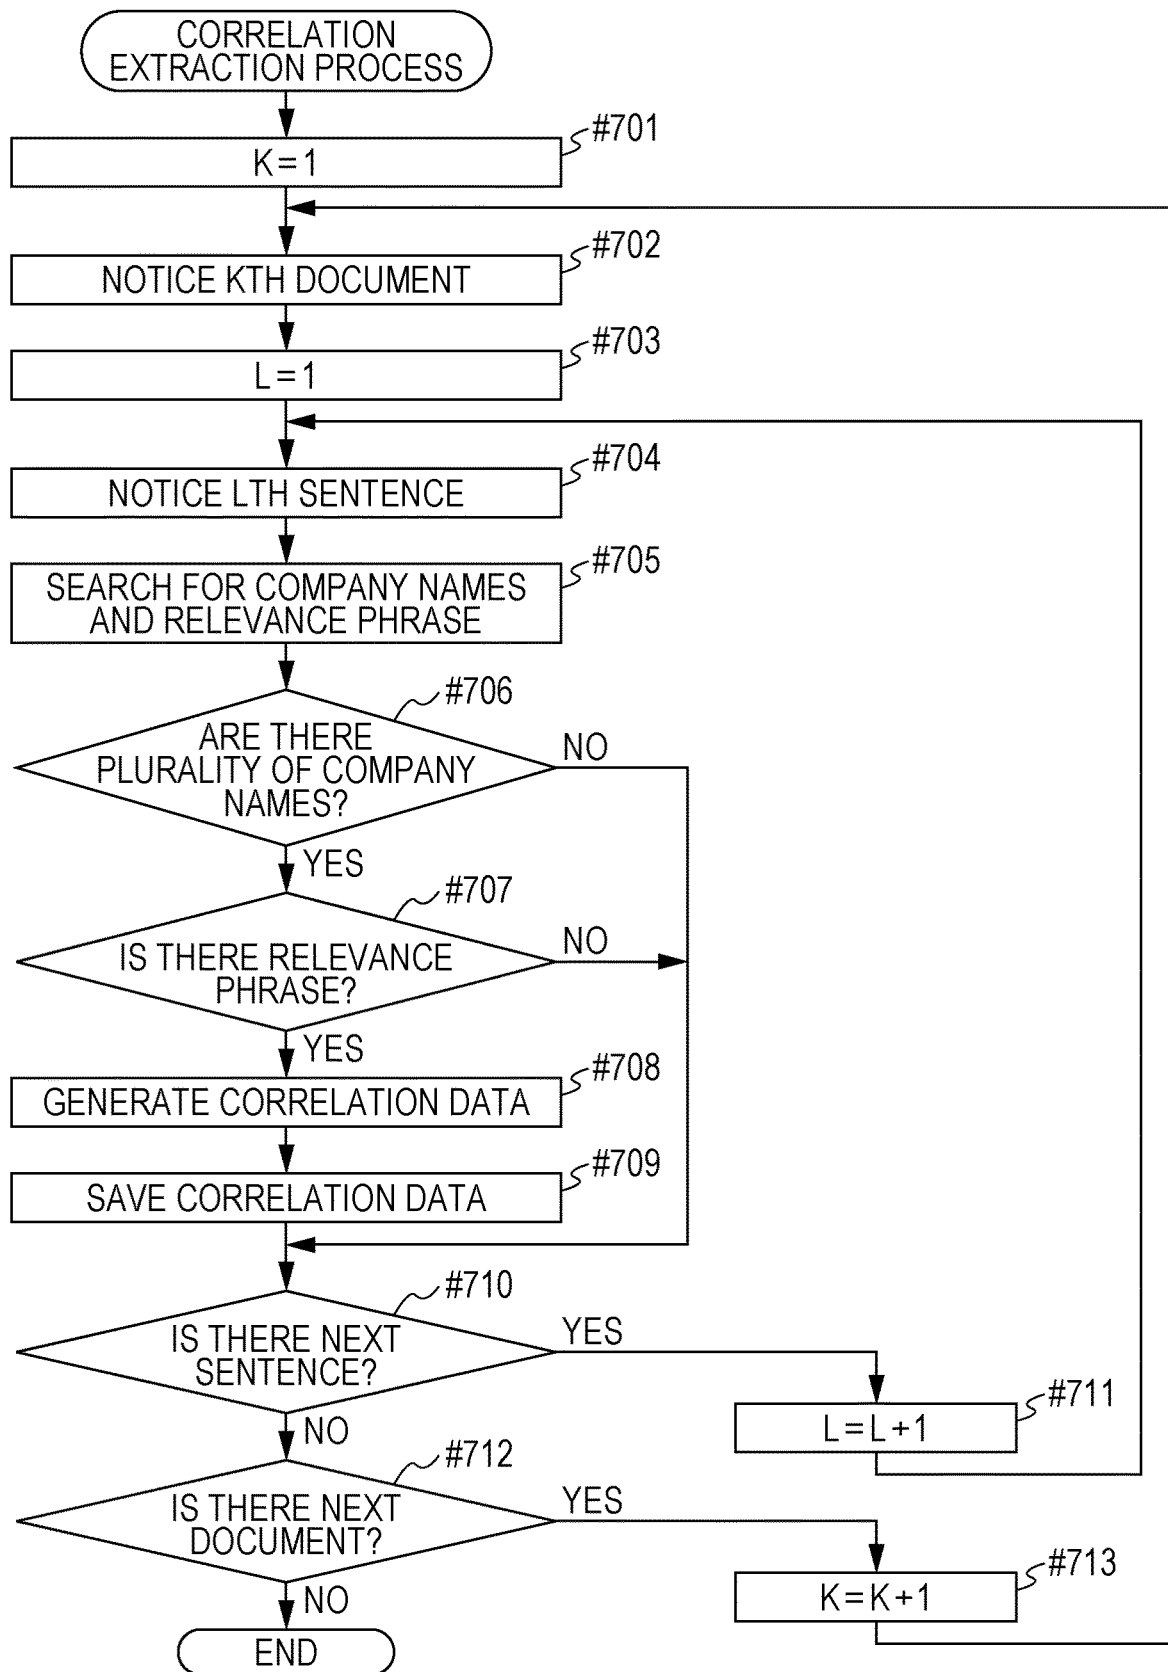 CORRELATION
EXTRACTION PROCESS
#701
K=1
#702
NOTICE KTH DOCUMENT
#703
L=1
#704
NOTICE LTH SENTENCE
#705
SEARCH FOR COMPANY NAMES
AND RELEVANCE PHRASE
#706
ARE THERE
PLURALITY OF COMPANY
NAMES?
NO
YES
#707
IS THERE RELEVANCE
PHRASE?
NO
YES
#708
GENERATE CORRELATION DATA
#709
SAVE CORRELATION DATA
#710
IS THERE NEXT
SENTENCE?
YES
#711
L=L+1
NO
#712
IS THERE NEXT
DOCUMENT?
YES
#713
K=K+1
NO
END